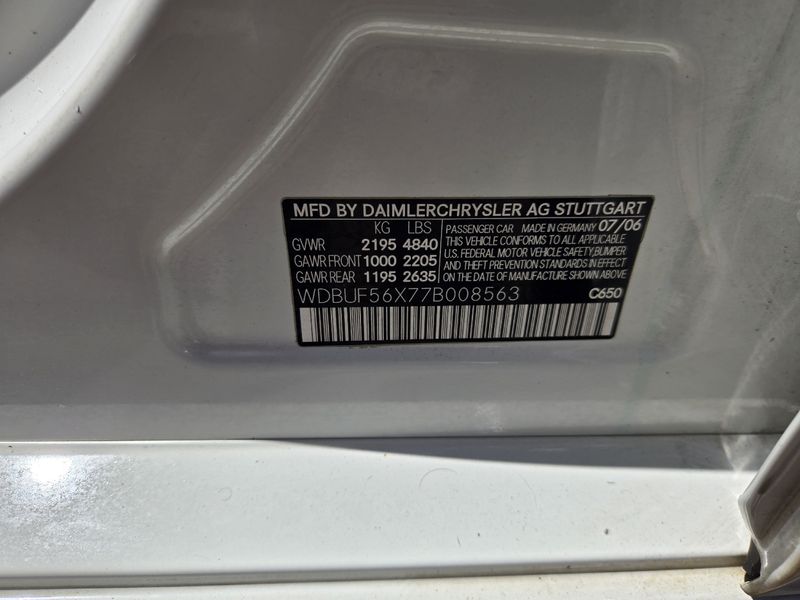 MFD BY DAIMLERCHRYSLER AG STUTTGART
KG LBS
GVWR 2195 4840
GAWR FRONT 1000 2205
GAWR REAR 1195 2635
PASSENGER CAR MADE IN GERMANY 07/06
THIS VEHICLE CONFORMS TO ALL APPLICABLE
U.S. FEDERAL MOTOR VEHICLE SAFETY,BUMPER
AND THEFT PREVENTION STANDARDS IN EFFECT
ON THE DATE OF MANUFACTURE SHOWN ABOVE
WDBUF56X77B008563 C650